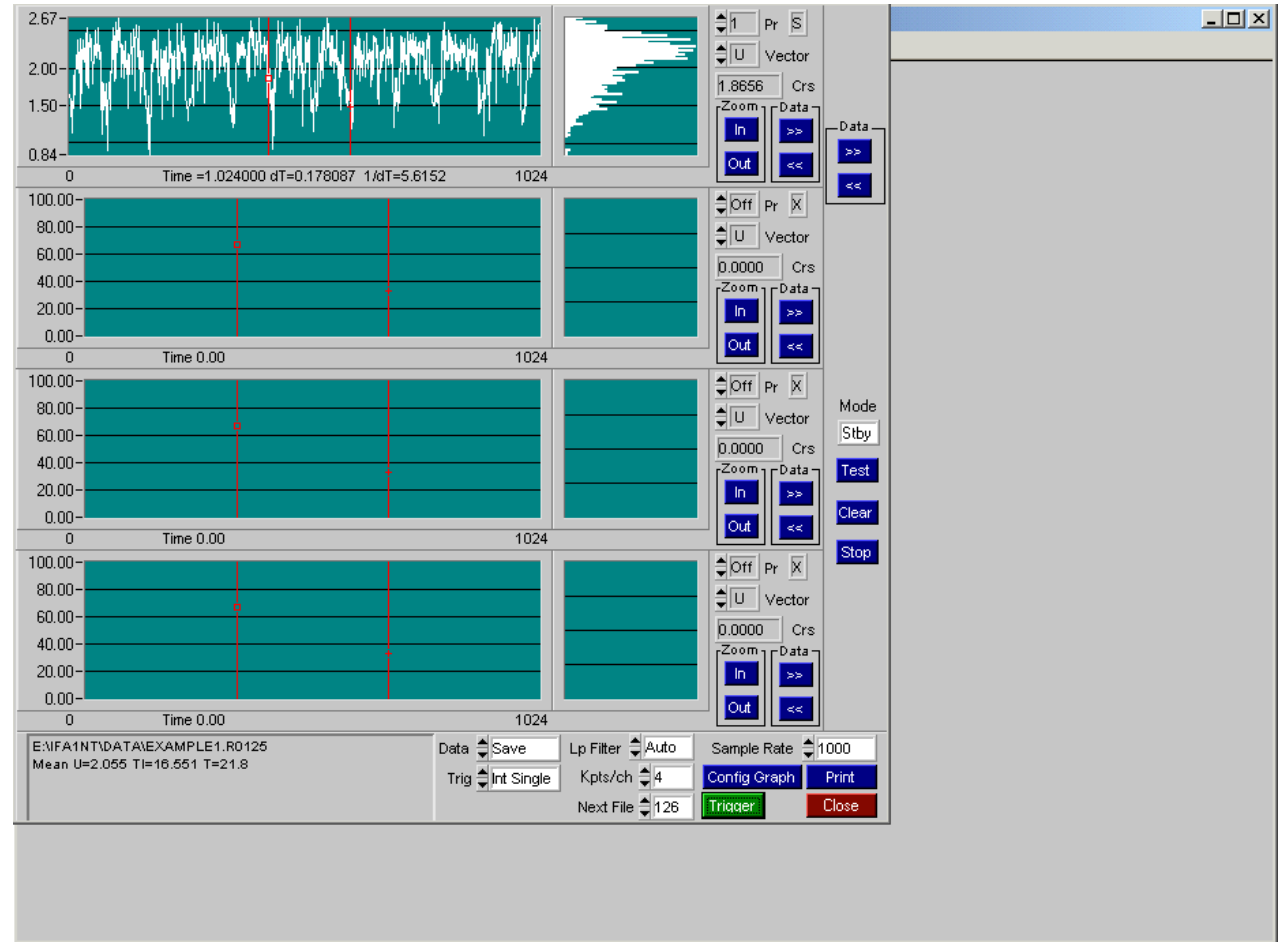 2.67
2.00
1.50
0.84
0 Time =1.024000 dT=0.178087 1/dT=5.6152 1024
1 Pr S
U Vector
1.8656 Crs
Zoom Data
In >>
Out <<
Data
>>
<<
100.00
80.00
60.00
40.00
20.00
0.00
0 Time 0.00 1024
Off Pr X
U Vector
0.0000 Crs
Zoom Data
In >>
Out <<
100.00
80.00
60.00
40.00
20.00
0.00
0 Time 0.00 1024
Off Pr X
U Vector
0.0000 Crs
Zoom Data
In >>
Out <<
Mode
Stby
Test
Clear
Stop
100.00
80.00
60.00
40.00
20.00
0.00
0 Time 0.00 1024
Off Pr X
U Vector
0.0000 Crs
Zoom Data
In >>
Out <<
E:\IFA1NT\DATA\EXAMPLE1.R0125
Mean U=2.055 TI=16.551 T=21.8
Data Save Lp Filter Auto Sample Rate 1000
Trig Int Single Kpts/ch 4 Config Graph Print
Next File 126 Trigger Close